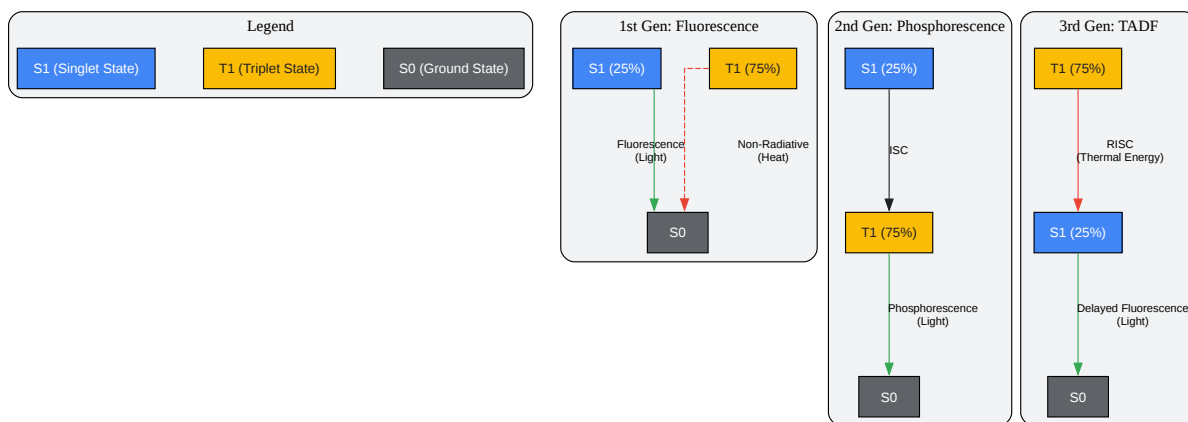 Legend
S1 (Singlet State)
T1 (Triplet State)
S0 (Ground State)
1st Gen: Fluorescence
S1 (25%)
T1 (75%)
Fluorescence
(Light)
Non-Radiative
(Heat)
S0
2nd Gen: Phosphorescence
S1 (25%)
ISC
T1 (75%)
Phosphorescence
(Light)
S0
3rd Gen: TADF
T1 (75%)
RISC
(Thermal Energy)
S1 (25%)
Delayed Fluorescence
(Light)
S0